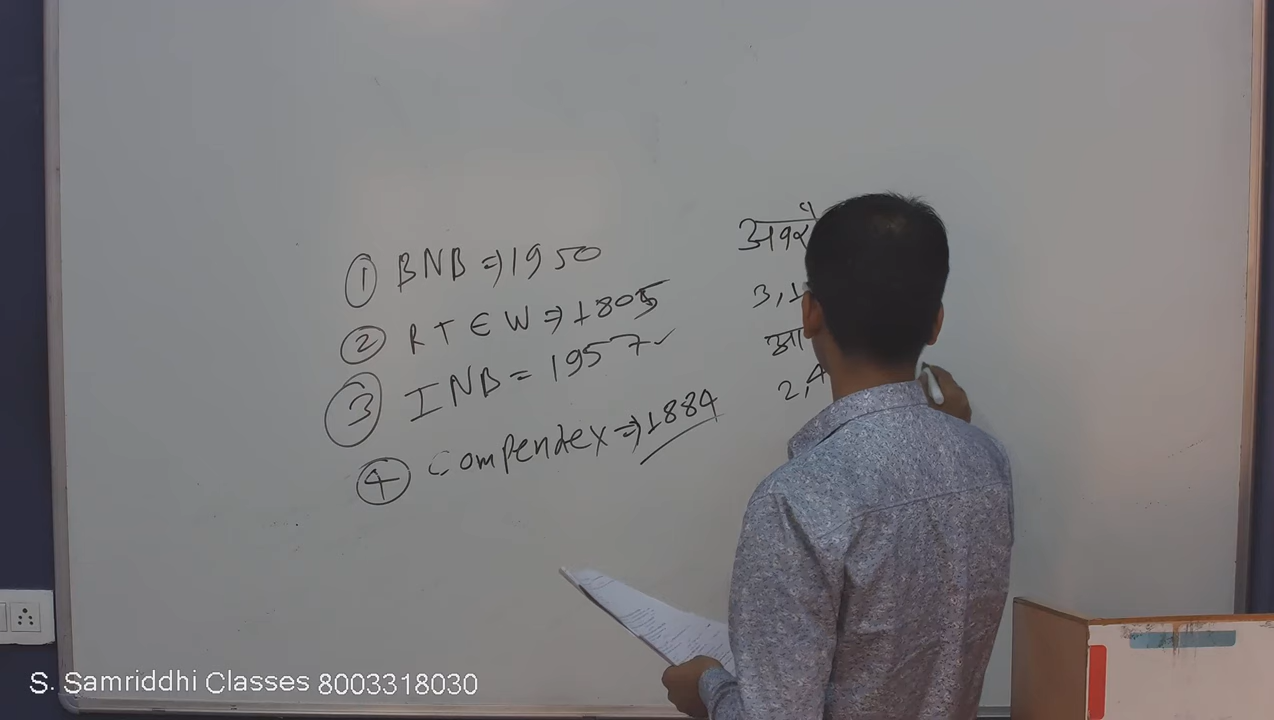 ① BNB ⇒ 1950
② RTEW ⇒ 1805
③ INB = 1957 ✓
④ Compendex ⇒ 1884
3, 1
आ
2, 4
S. Samriddhi Classes 8003318030